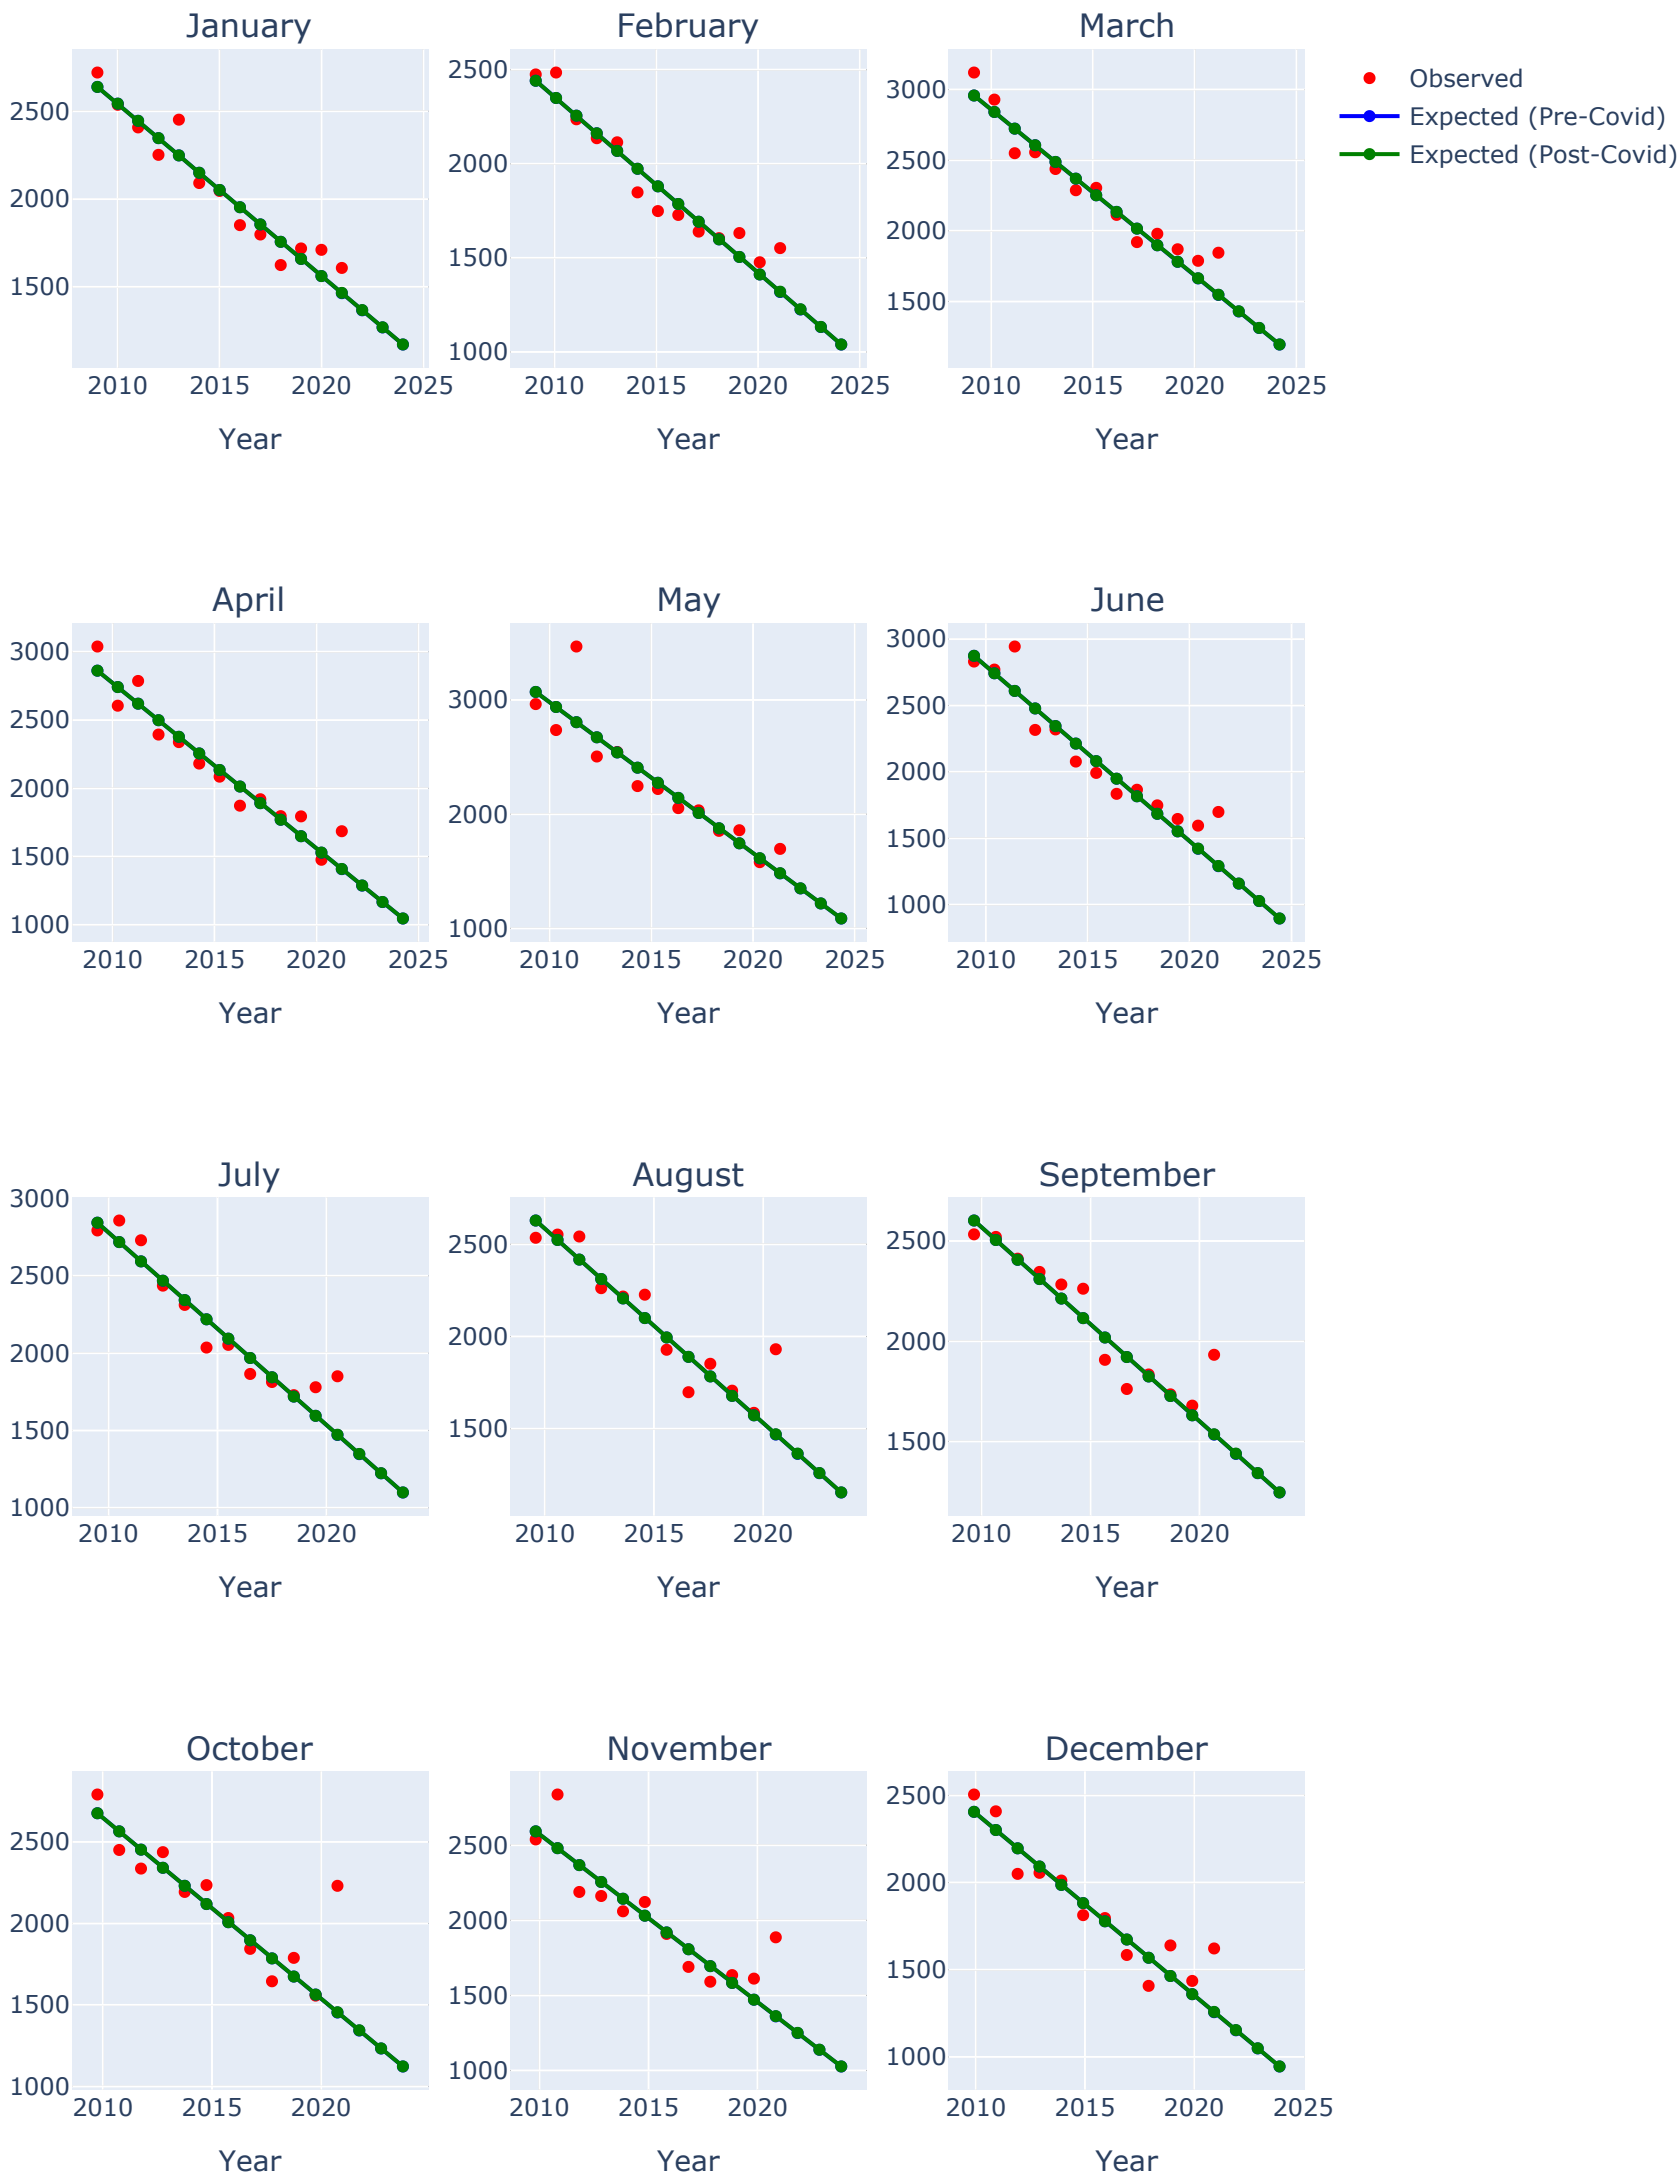 January February March
2500
2000
1500
2010 2015 2020 2025
Year
2500
2000
1500
1000
2010 2015 2020 2025
Year
3000
2500
2000
1500
2010 2015 2020 2025
Year
Observed
Expected (Pre-Covid)
Expected (Post-Covid)
April May June
3000
2500
2000
1500
1000
2010 2015 2020 2025
Year
3000
2000
1000
2010 2015 2020 2025
Year
3000
2500
2000
1500
1000
2010 2015 2020 2025
Year
July August September
3000
2500
2000
1500
1000
2010 2015 2020
Year
2500
2000
1500
2010 2015 2020
Year
2500
2000
1500
2010 2015 2020
Year
October November December
2500
2000
1500
1000
2010 2015 2020
Year
2500
2000
1500
1000
2010 2015 2020
Year
2500
2000
1500
1000
2010 2015 2020 2025
Year